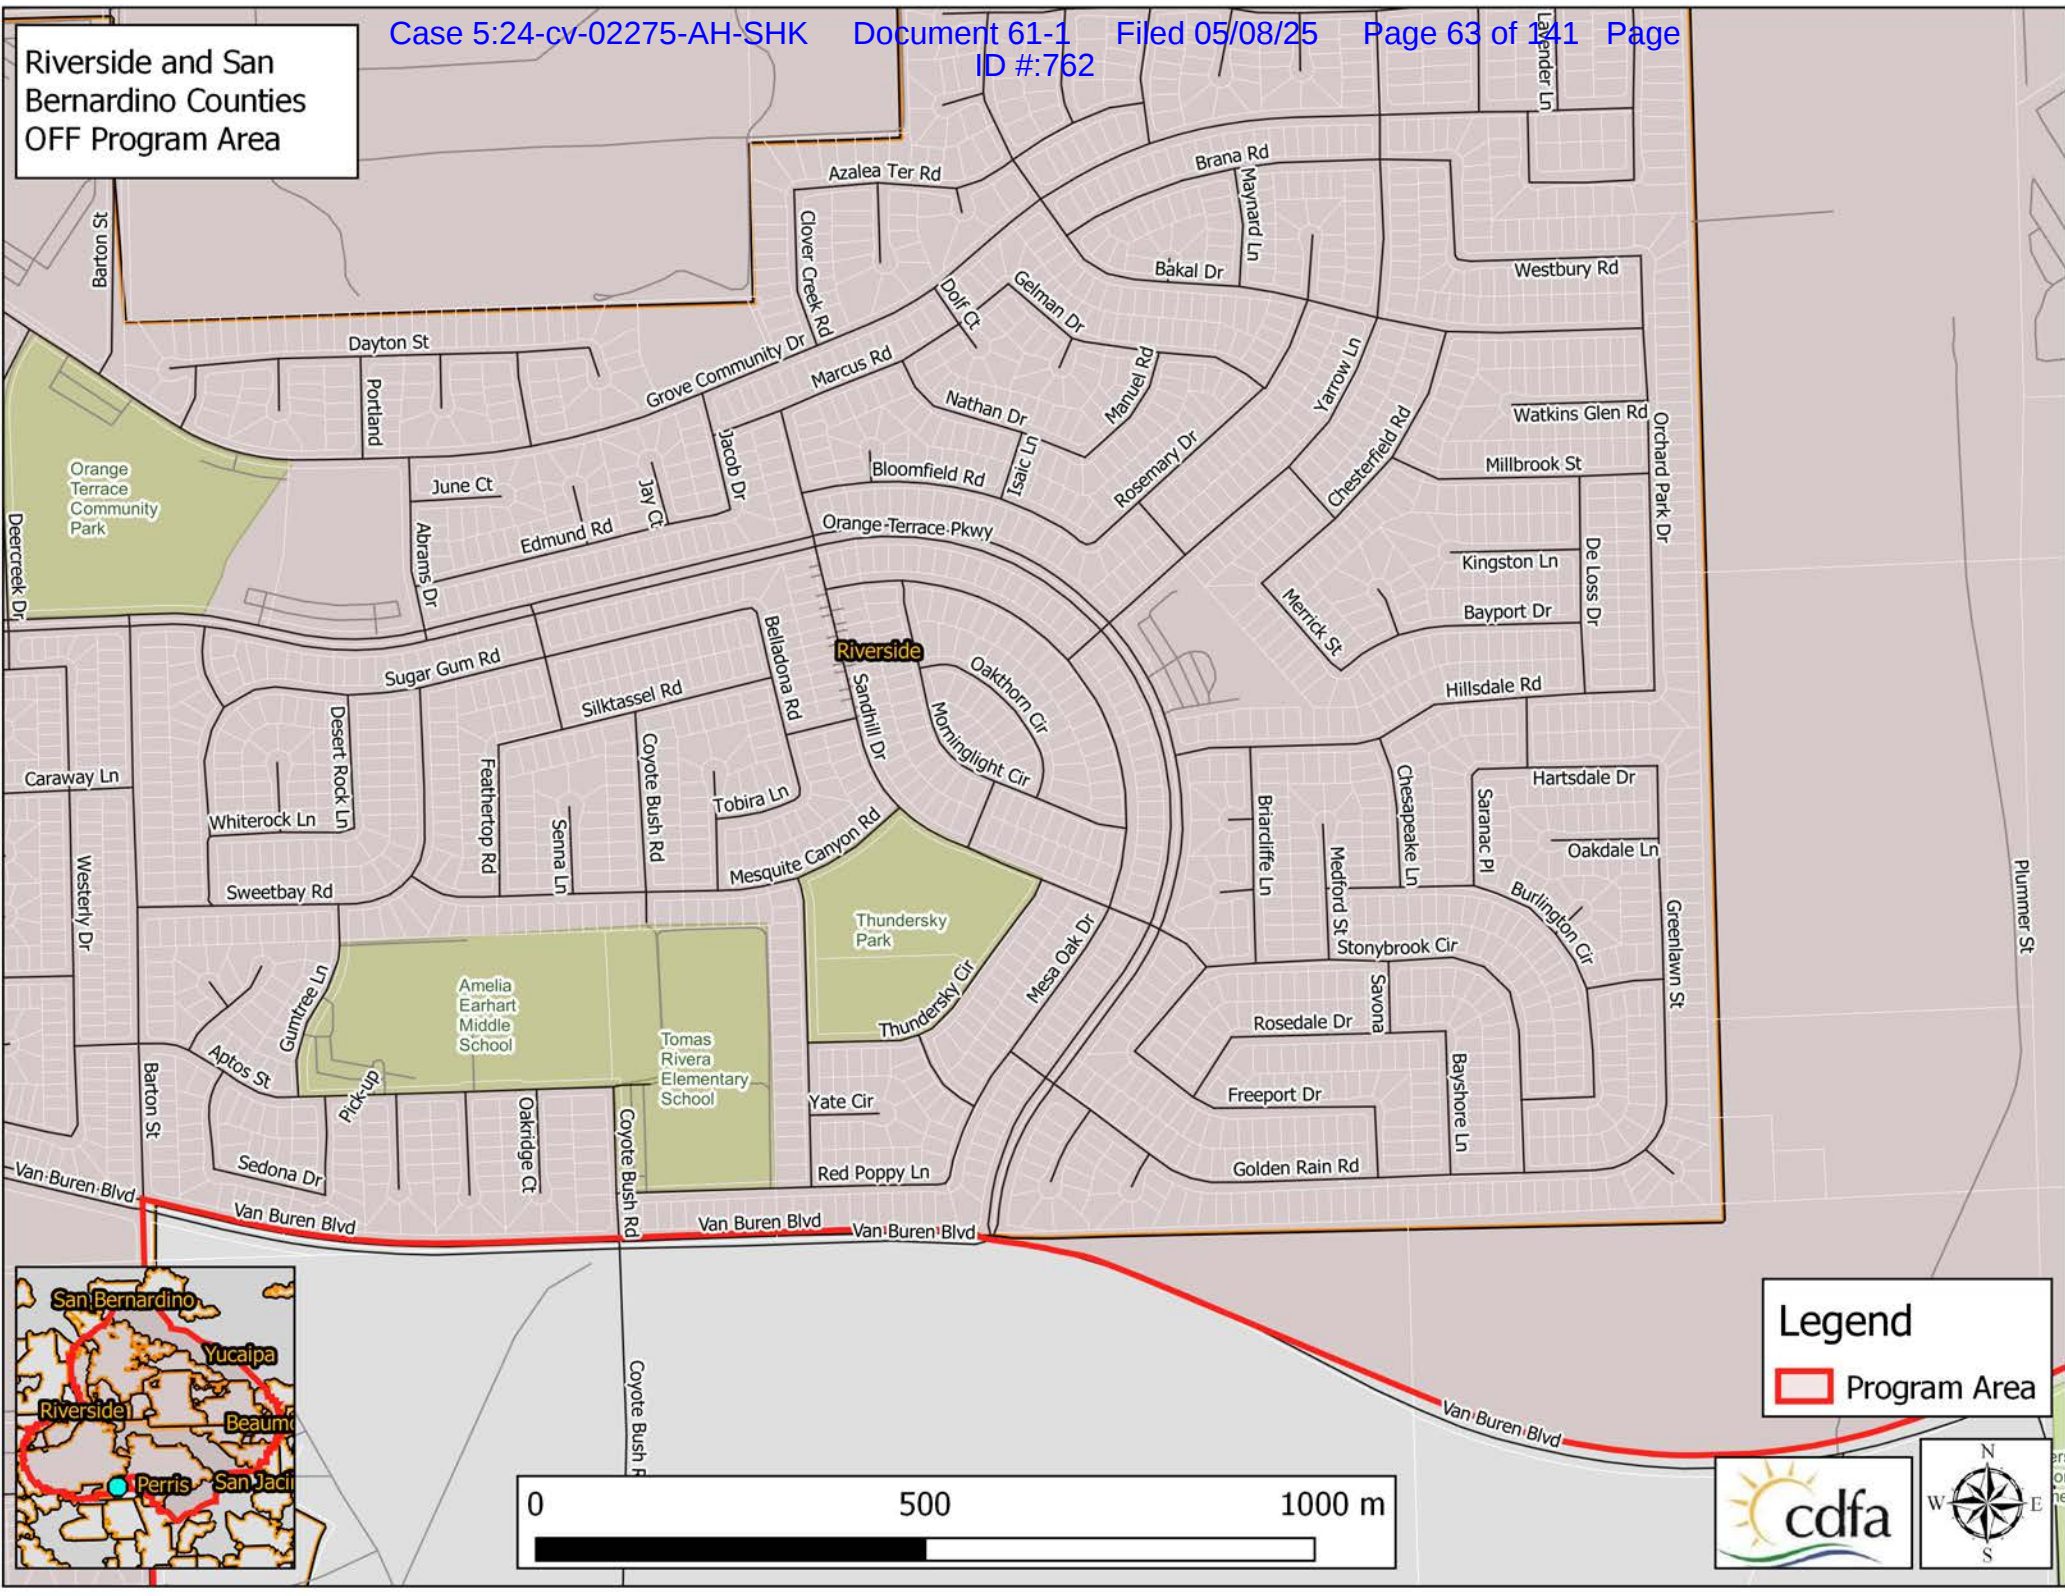 Case 5:24-cv-02275-AH-SHK Document 61-1 Filed 05/08/25 Page 63 of 141 Page
ID #:762
Riverside and San
Bernardino Counties
OFF Program Area
Lavender Ln
Brana Rd
Azalea Ter Rd
Maynard Ln
Barton St
Clover Creek Rd
Bakal Dr
Westbury Rd
Dolf Ct
Gelman Dr
Dayton St
Grove Community Dr
Marcus Rd
Manuel Rd
Yarrow Ln
Portland
Nathan Dr
Chesterfield Rd
Watkins Glen Rd
Orchard Park Dr
Jacob Dr
Isaic Ln
Rosemary Dr
Millbrook St
Orange
Terrace
Community
Park
June Ct
Jay Ct
Bloomfield Rd
Deercreek Dr
Abrams Dr
Edmund Rd
Orange Terrace Pkwy
De Loss Dr
Kingston Ln
Merrick St
Bayport Dr
Belladona Rd
Riverside
Sugar Gum Rd
Oakthorn Cir
Silktassel Rd
Sandhill Dr
Hillsdale Rd
Desert Rock Ln
Morninglight Cir
Caraway Ln
Feathertop Rd
Coyote Bush Rd
Tobira Ln
Briarcliffe Ln
Chesapeake Ln
Saranac Pl
Hartsdale Dr
Whiterock Ln
Senna Ln
Mesquite Canyon Rd
Medford St
Oakdale Ln
Westerly Dr
Sweetbay Rd
Burlington Cir
Greenlawn St
Plummer St
Thundersky
Park
Mesa Oak Dr
Stonybrook Cir
Gumtree Ln
Amelia
Earhart
Middle
School
Thundersky Cir
Savona
Rosedale Dr
Tomas
Rivera
Elementary
School
Aptos St
Barton St
Pick-up
Oakridge Ct
Coyote Bush Rd
Yate Cir
Freeport Dr
Bayshore Ln
Sedona Dr
Red Poppy Ln
Golden Rain Rd
Van Buren Blvd
Van Buren Blvd
Van Buren Blvd
Van Buren Blvd
San Bernardino
Yucaipa
Riverside
Beaumo
Perris
San Jaci
Coyote Bush R
Van Buren Blvd
Legend
Program Area
0 500 1000 m
cdfa
N
W E
S